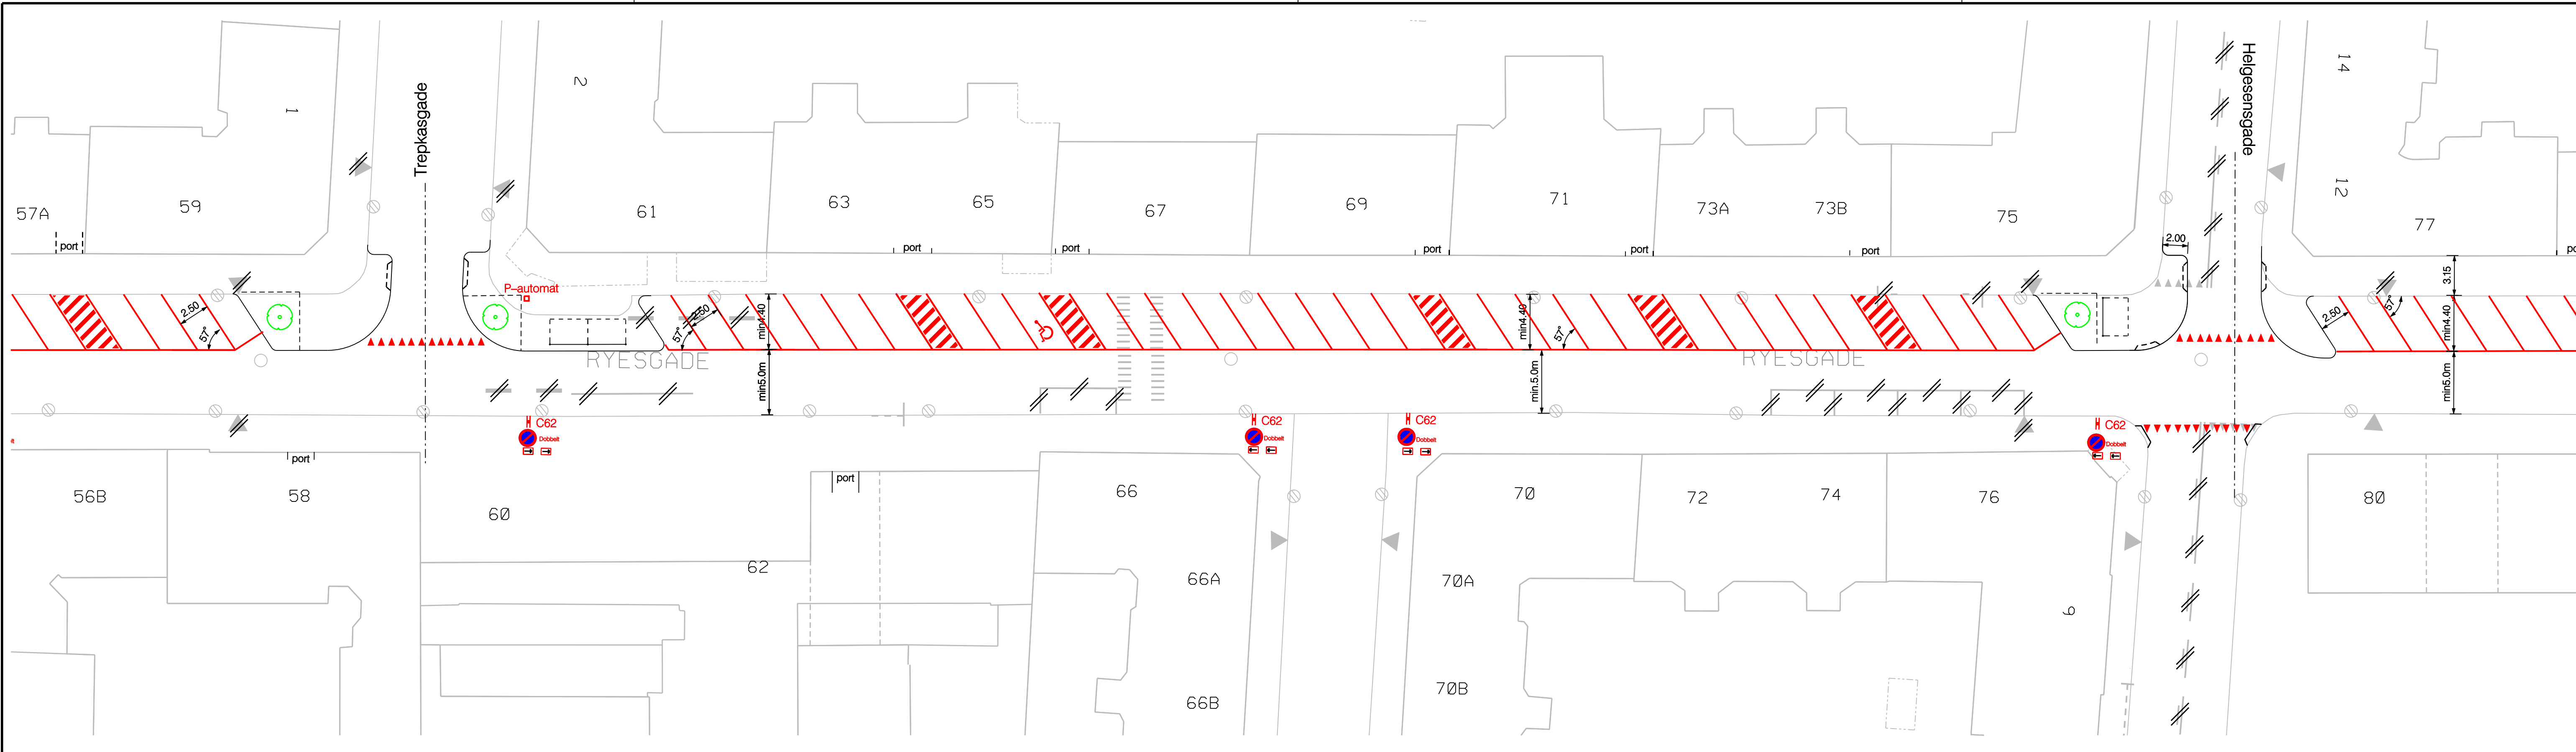 Trepkasgade
Helgesensgade
1
2
14
12
57A
59
61
63
65
67
69
71
73A
73B
75
77
port
port
port
port
port
port
2.00
3.15
P-automat
2.50
57°
2.50
57°
min4.40
min4.40
57°
2.50
57°
min4.40
RYESGADE
RYESGADE
min5.0m
min.5.0m
min5.0m
C62
Dobbelt
C62
Dobbelt
C62
Dobbelt
C62
Dobbelt
port
port
56B
58
60
62
66
66A
66B
70
70A
70B
72
74
76
9
80